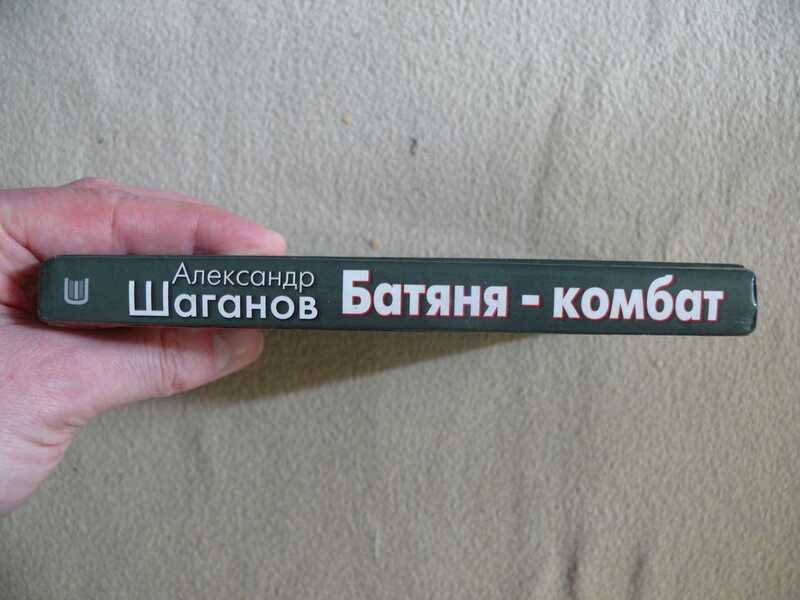 Александр
Шаганов
Батяня - комбат